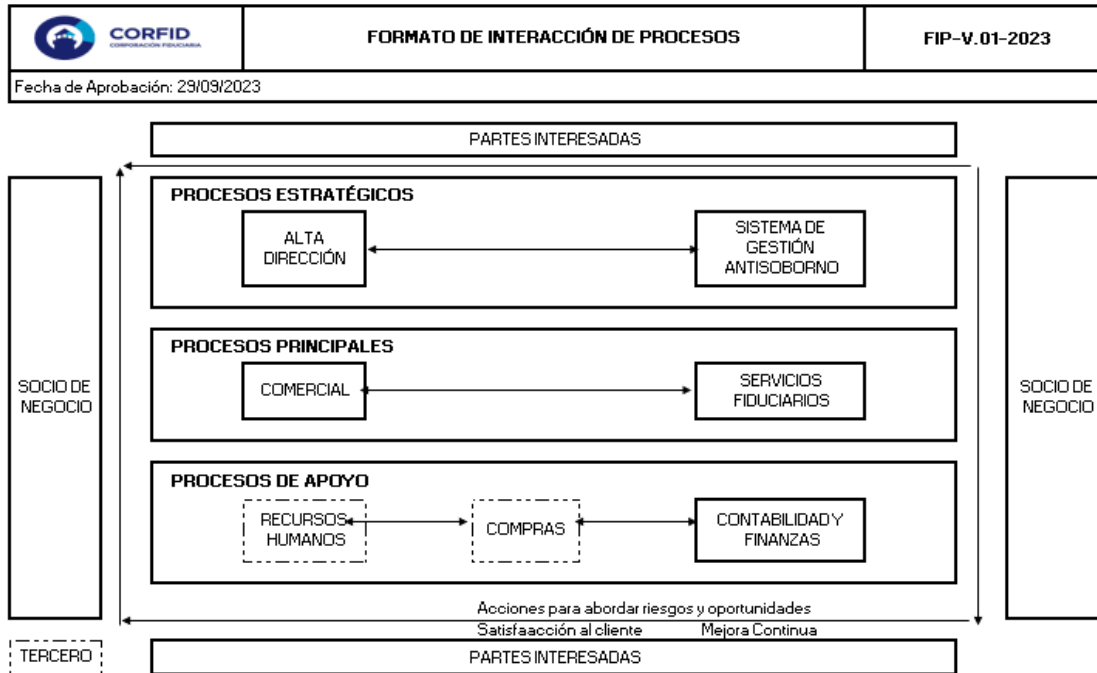 CORFID
CORPORACIÓN FIDUCIARIA
FORMATO DE INTERACCIÓN DE PROCESOS
FIP-V.01-2023
Fecha de Aprobación: 29/09/2023
PARTES INTERESADAS
SOCIO DE
NEGOCIO
PROCESOS ESTRATÉGICOS
ALTA
DIRECCIÓN
SISTEMA DE
GESTIÓN
ANTISOBORNO
PROCESOS PRINCIPALES
COMERCIAL
SERVICIOS
FIDUCIARIOS
PROCESOS DE APOYO
RECURSOS
HUMANOS
COMPRAS
CONTABILIDAD Y
FINANZAS
SOCIO DE
NEGOCIO
Acciones para abordar riesgos y oportunidades
Satisfaacción al cliente Mejora Continua
TERCERO
PARTES INTERESADAS